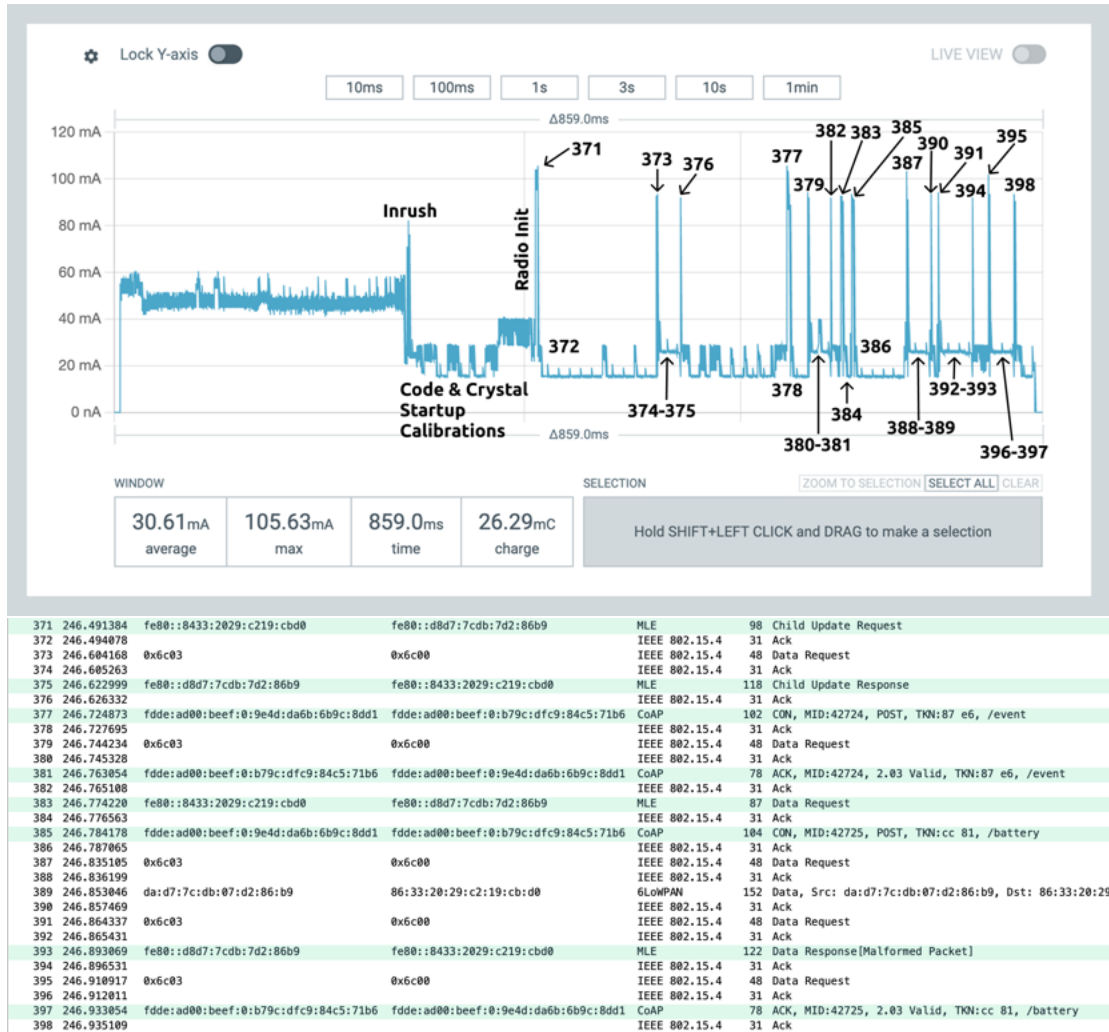 Lock Y-axis LIVE VIEW
10ms 100ms 1s 3s 10s 1min
Δ859.0ms
120 mA
100 mA
80 mA
60 mA
40 mA
20 mA
0 nA
Inrush
Radio Init
Code & Crystal
Startup
Calibrations
371
372
373
376
374-375
377
378
379
380-381
382
383
384
385
386
387
388-389
390
391
392-393
394
395
396-397
398
Δ859.0ms
WINDOW SELECTION ZOOM TO SELECTION SELECT ALL CLEAR
30.61mA 105.63mA 859.0ms 26.29mC
average max time charge
Hold SHIFT+LEFT CLICK and DRAG to make a selection
371 246.491384 fe80::8433:2029:c219:cbd0 fe80::d8d7:7cdb:7d2:86b9 MLE 98 Child Update Request
372 246.494078 IEEE 802.15.4 31 Ack
373 246.604168 0x6c03 0x6c00 IEEE 802.15.4 48 Data Request
374 246.605263 IEEE 802.15.4 31 Ack
375 246.622999 fe80::d8d7:7cdb:7d2:86b9 fe80::8433:2029:c219:cbd0 MLE 118 Child Update Response
376 246.626332 IEEE 802.15.4 31 Ack
377 246.724873 fdde:ad00:beef:0:9e4d:da6b:6b9c:8dd1 fdde:ad00:beef:0:b79c:dfc9:84c5:71b6 CoAP 102 CON, MID:42724, POST, TKN:87 e6, /event
378 246.727695 IEEE 802.15.4 31 Ack
379 246.744234 0x6c03 0x6c00 IEEE 802.15.4 48 Data Request
380 246.745328 IEEE 802.15.4 31 Ack
381 246.763054 fdde:ad00:beef:0:b79c:dfc9:84c5:71b6 fdde:ad00:beef:0:9e4d:da6b:6b9c:8dd1 CoAP 78 ACK, MID:42724, 2.03 Valid, TKN:87 e6, /event
382 246.765108 IEEE 802.15.4 31 Ack
383 246.774220 fe80::8433:2029:c219:cbd0 fe80::d8d7:7cdb:7d2:86b9 MLE 87 Data Request
384 246.776563 IEEE 802.15.4 31 Ack
385 246.784178 fdde:ad00:beef:0:9e4d:da6b:6b9c:8dd1 fdde:ad00:beef:0:b79c:dfc9:84c5:71b6 CoAP 104 CON, MID:42725, POST, TKN:cc 81, /battery
386 246.787065 IEEE 802.15.4 31 Ack
387 246.835105 0x6c03 0x6c00 IEEE 802.15.4 48 Data Request
388 246.836199 IEEE 802.15.4 31 Ack
389 246.853046 da:d7:7c:db:07:d2:86:b9 86:33:20:29:c2:19:cb:d0 6LoWPAN 152 Data, Src: da:d7:7c:db:07:d2:86:b9, Dst: 86:33:20:29
390 246.857469 IEEE 802.15.4 31 Ack
391 246.864337 0x6c03 0x6c00 IEEE 802.15.4 48 Data Request
392 246.865431 IEEE 802.15.4 31 Ack
393 246.893069 fe80::d8d7:7cdb:7d2:86b9 fe80::8433:2029:c219:cbd0 MLE 122 Data Response[Malformed Packet]
394 246.896531 IEEE 802.15.4 31 Ack
395 246.910917 0x6c03 0x6c00 IEEE 802.15.4 48 Data Request
396 246.912011 IEEE 802.15.4 31 Ack
397 246.933054 fdde:ad00:beef:0:b79c:dfc9:84c5:71b6 fdde:ad00:beef:0:9e4d:da6b:6b9c:8dd1 CoAP 78 ACK, MID:42725, 2.03 Valid, TKN:cc 81, /battery
398 246.935109 IEEE 802.15.4 31 Ack